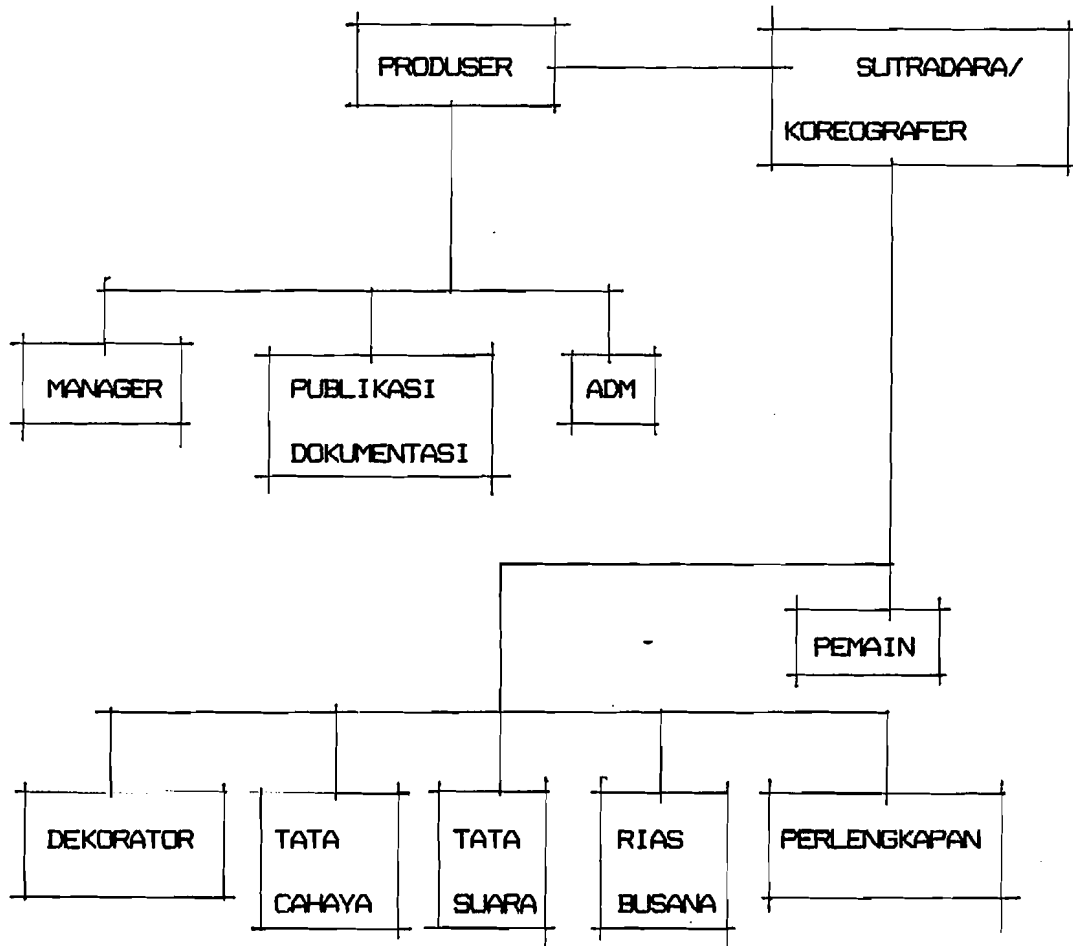 PRODUSER
SUTRADARA/
KOREOGRAFER
MANAGER
PUBLIKASI
DOKUMENTASI
ADM
PEMAIN
DEKORATOR
TATA
CAHAYA
TATA
SUARA
RIAS
BUSANA
PERLENGKAPAN